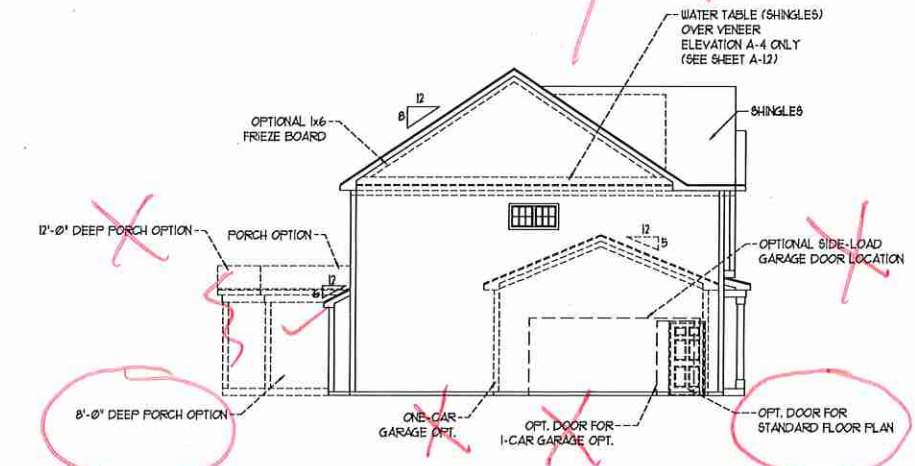 WATER TABLE (SHINGLES)
OVER VENEER
ELEVATION A-4 ONLY
(SEE SHEET A-1.2)
12
8
SHINGLES
OPTIONAL 1x6
FRIEZE BOARD
12'-0" DEEP PORCH OPTION
PORCH OPTION
12
5
OPTIONAL SIDE-LOAD
GARAGE DOOR LOCATION
12
6
8'-0" DEEP PORCH OPTION
ONE-CAR
GARAGE OPT.
OPT. DOOR FOR
1-CAR GARAGE OPT.
OPT. DOOR FOR
STANDARD FLOOR PLAN